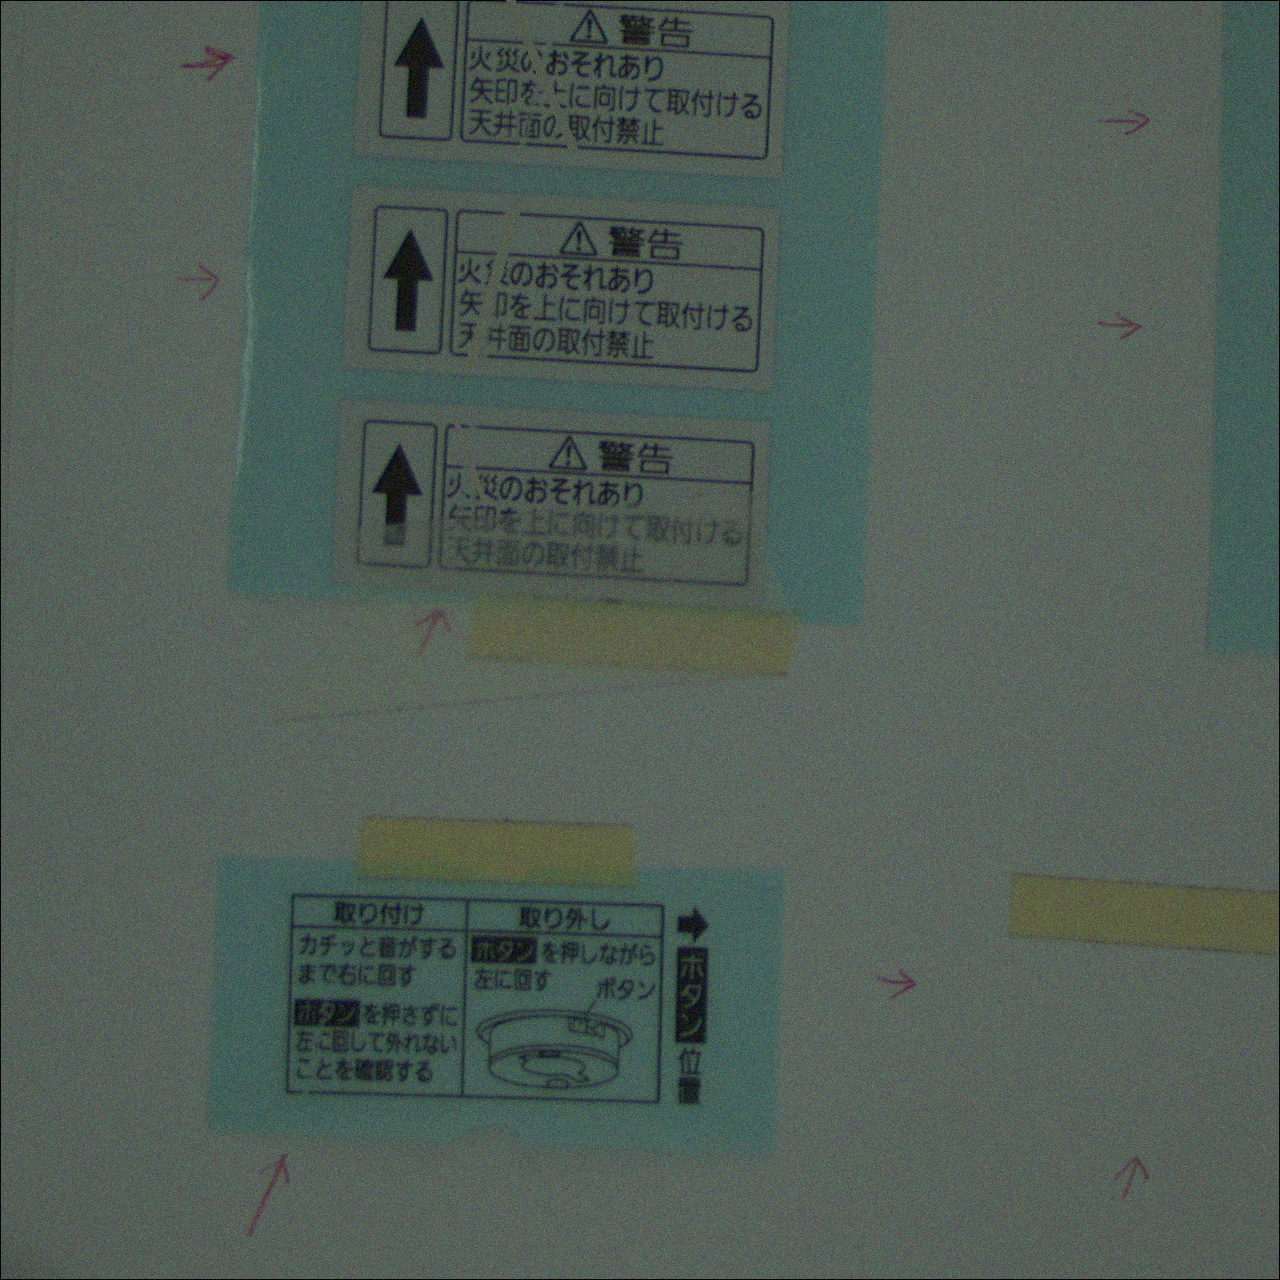 警告
火災のおそれあり
矢印を上に向けて取付ける
天井面の取付禁止
警告
火災のおそれあり
矢印を上に向けて取付ける
天井面の取付禁止
警告
火災のおそれあり
矢印を上に向けて取付ける
天井面の取付禁止
取り付け
カチッと音がする
まで右に回す
ボタンを押さずに
左に回して外れない
ことを確認する
取り外し
ボタンを押しながら
左に回す
ボタン
ボタン位置